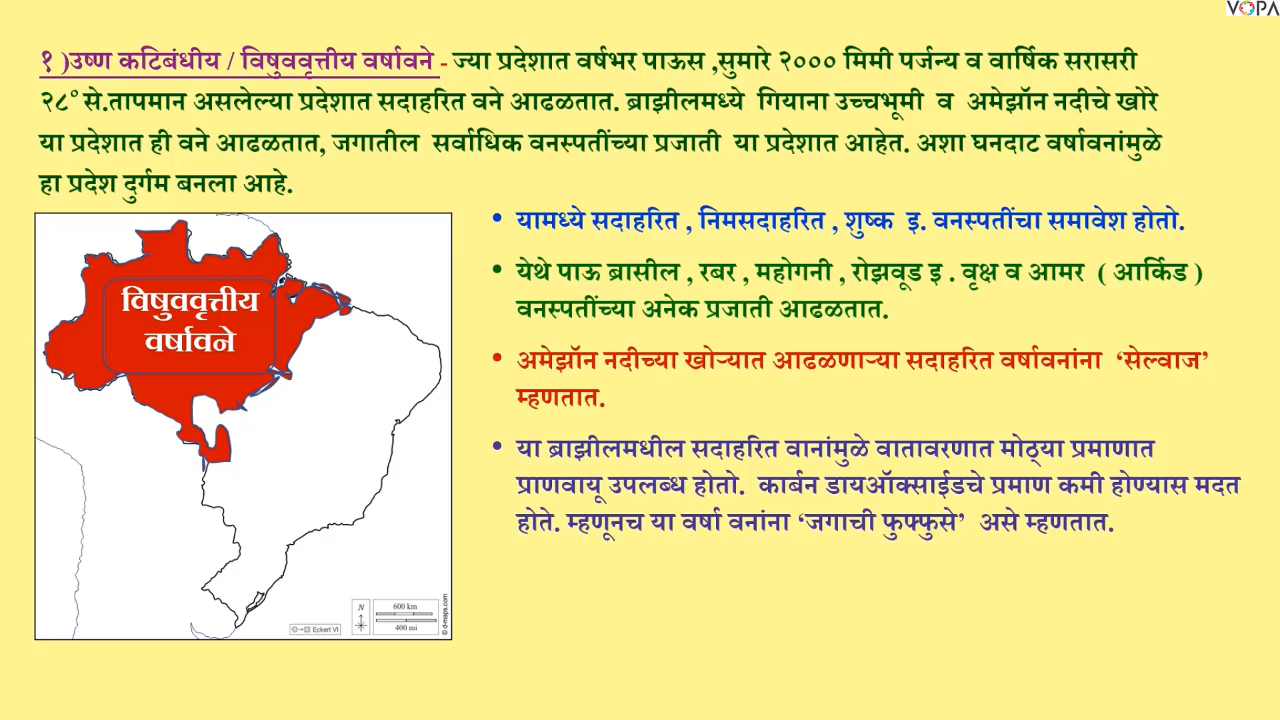 VOPA
१ )उष्ण कटिबंधीय / विषुववृत्तीय वर्षावने - ज्या प्रदेशात वर्षभर पाऊस ,सुमारे २००० मिमी पर्जन्य व वार्षिक सरासरी
२८° से.तापमान असलेल्या प्रदेशात सदाहरित वने आढळतात. ब्राझीलमध्ये गियाना उच्चभूमी व अमेझॉन नदीचे खोरे
या प्रदेशात ही वने आढळतात, जगातील सर्वाधिक वनस्पतींच्या प्रजाती या प्रदेशात आहेत. अशा घनदाट वर्षावनांमुळे
हा प्रदेश दुर्गम बनला आहे.
विषुववृत्तीय
वर्षावने
N
600 km
400 mi
Eckert VI
© d-maps.com
• यामध्ये सदाहरित , निमसदाहरित , शुष्क इ. वनस्पतींचा समावेश होतो.
• येथे पाऊ ब्रासील , रबर , महोगनी , रोझवूड इ . वृक्ष व आमर ( आर्किड )
वनस्पतींच्या अनेक प्रजाती आढळतात.
• अमेझॉन नदीच्या खोऱ्यात आढळणाऱ्या सदाहरित वर्षावनांना ‘सेल्वाज’
म्हणतात.
• या ब्राझीलमधील सदाहरित वानांमुळे वातावरणात मोठ्या प्रमाणात
प्राणवायू उपलब्ध होतो. कार्बन डायऑक्साईडचे प्रमाण कमी होण्यास मदत
होते. म्हणूनच या वर्षा वनांना ‘जगाची फुफ्फुसे’ असे म्हणतात.